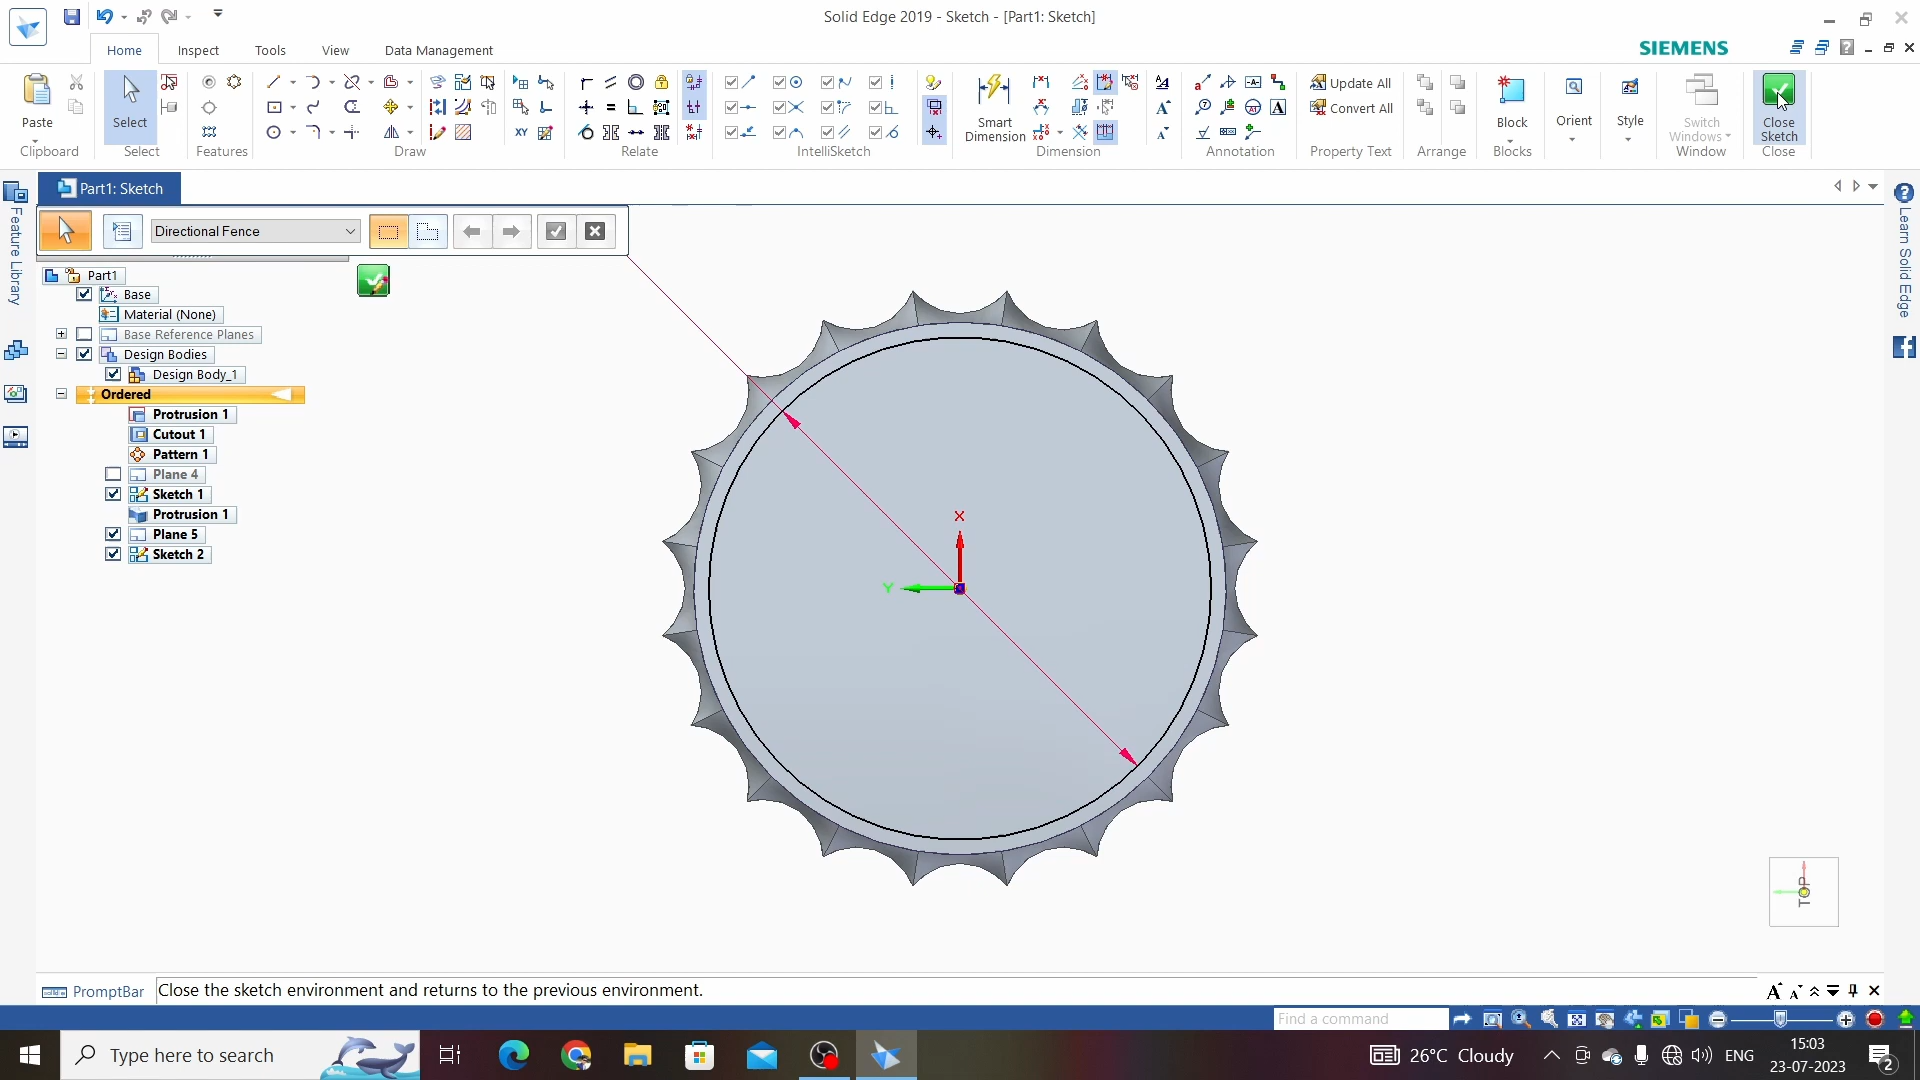 Solid Edge 2019 - Sketch - [Part1: Sketch]
Home
Inspect
Tools
View
Data Management
SIEMENS
Paste
Select
Smart
Dimension
Update All
Convert All
Block
Orient
Style
Switch
Windows
Close
Sketch
Clipboard
Select
Features
Draw
Relate
IntelliSketch
Dimension
Annotation
Property Text
Arrange
Blocks
Window
Close
Part1: Sketch
Directional Fence
Feature Library
Learn Solid Edge
Part1
Base
Material (None)
Base Reference Planes
Design Bodies
Design Body_1
Ordered
Protrusion 1
Cutout 1
Pattern 1
Plane 4
Sketch 1
Protrusion 1
Plane 5
Sketch 2
X
Y
TOP
PromptBar
Close the sketch environment and returns to the previous environment.
Find a command
Type here to search
26°C Cloudy
ENG
15:03
23-07-2023
2